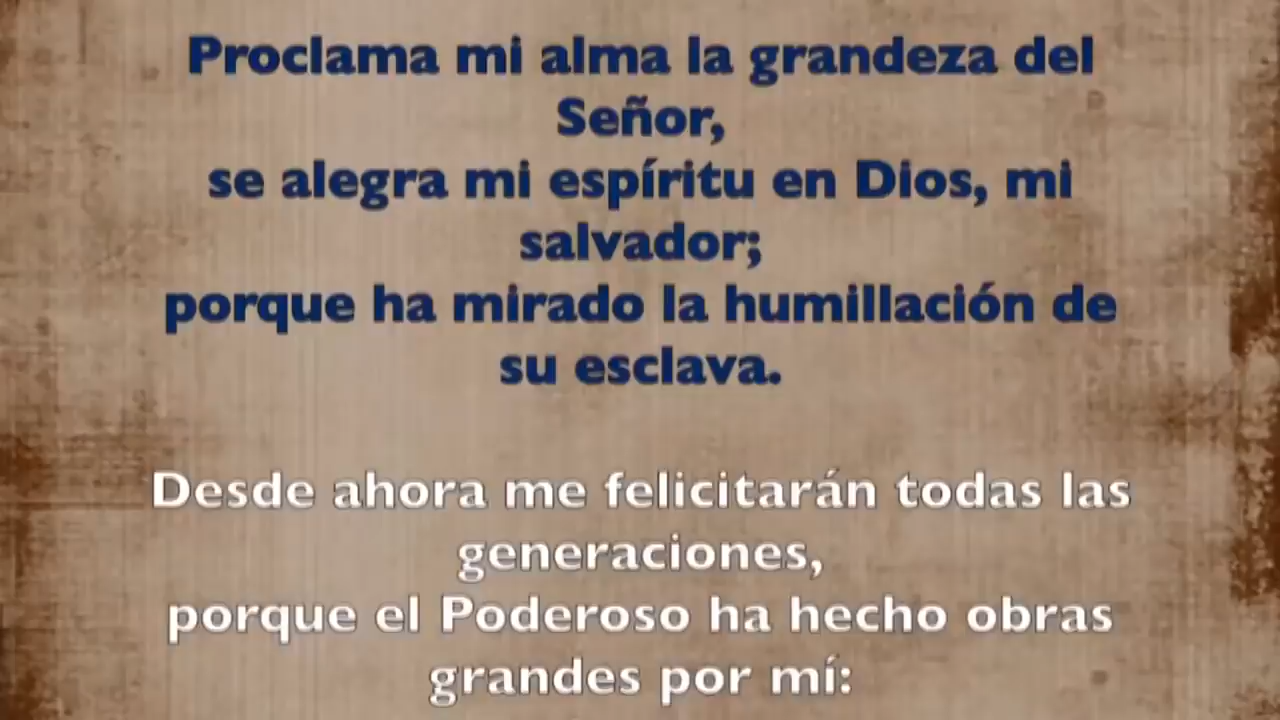 Proclama mi alma la grandeza del
Señor,
se alegra mi espíritu en Dios, mi
salvador;
porque ha mirado la humillación de
su esclava.
Desde ahora me felicitarán todas las
generaciones,
porque el Poderoso ha hecho obras
grandes por mí: